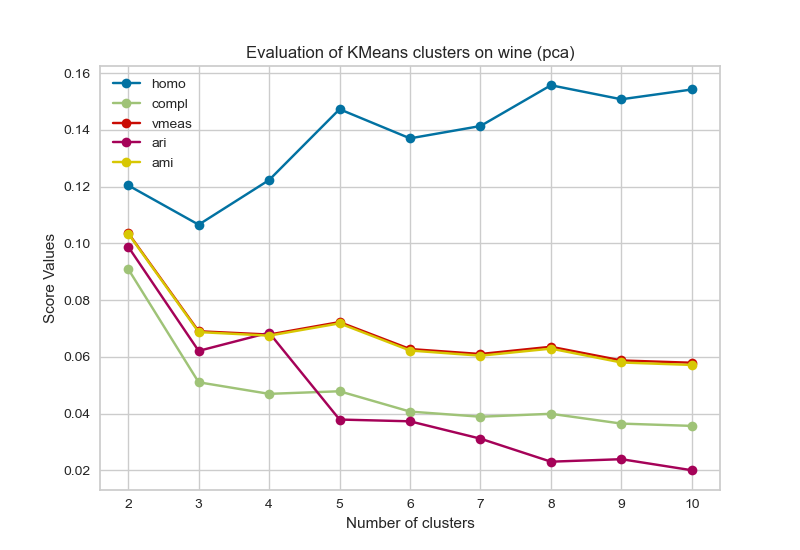 Evaluation of KMeans clusters on wine (pca)
homo
compl
vmeas
ari
ami
Score Values
0.16
0.14
0.12
0.10
0.08
0.06
0.04
0.02
2 3 4 5 6 7 8 9 10
Number of clusters